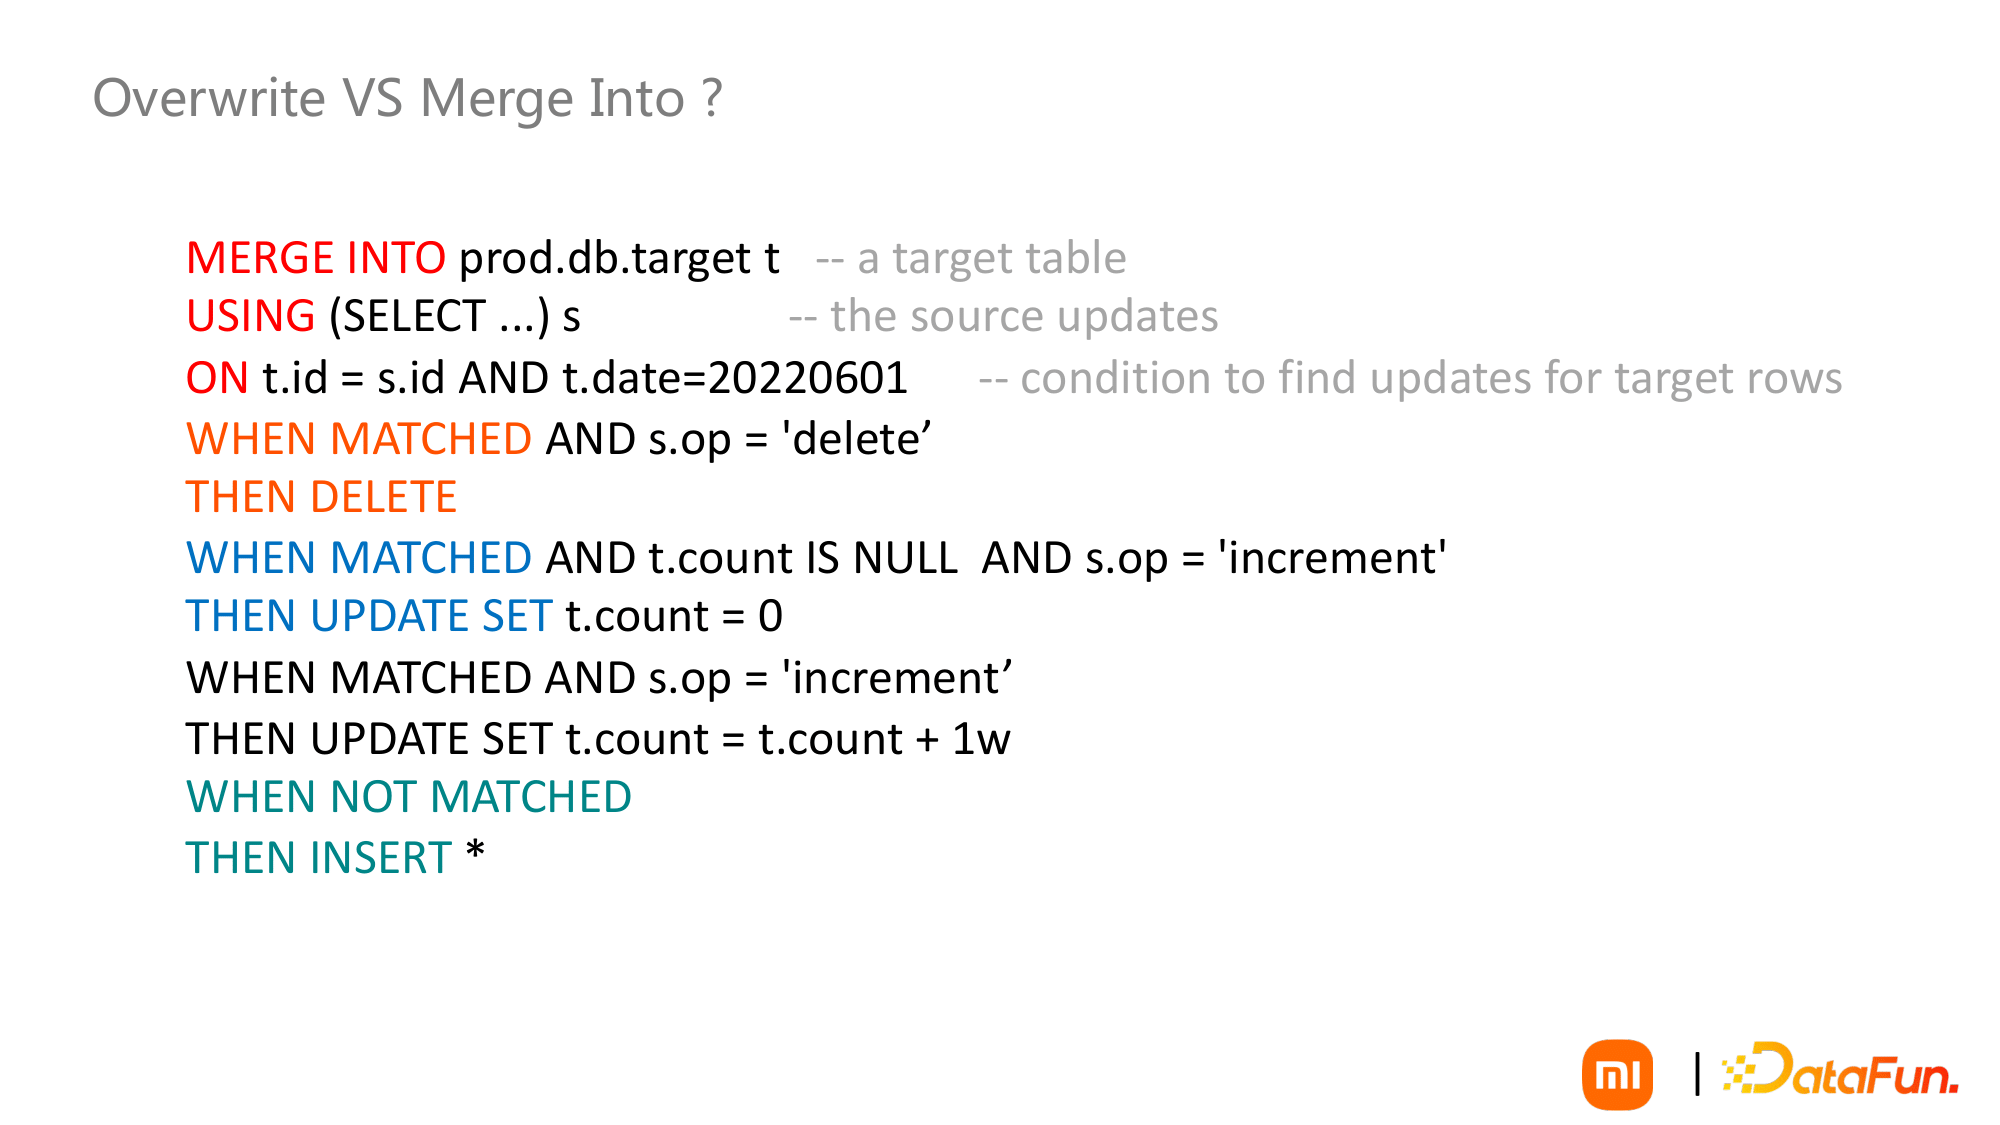 Overwrite VS Merge Into ?
MERGE INTO prod.db.target t   -- a target table
USING (SELECT ...) s   -- the source updates
ON t.id = s.id AND t.date=20220601   -- condition to find updates for target rows
WHEN MATCHED AND s.op = 'delete’
THEN DELETE
WHEN MATCHED AND t.count IS NULL  AND s.op = 'increment'
THEN UPDATE SET t.count = 0
WHEN MATCHED AND s.op = 'increment’
THEN UPDATE SET t.count = t.count + 1w
WHEN NOT MATCHED
THEN INSERT *
mi | DataFun.